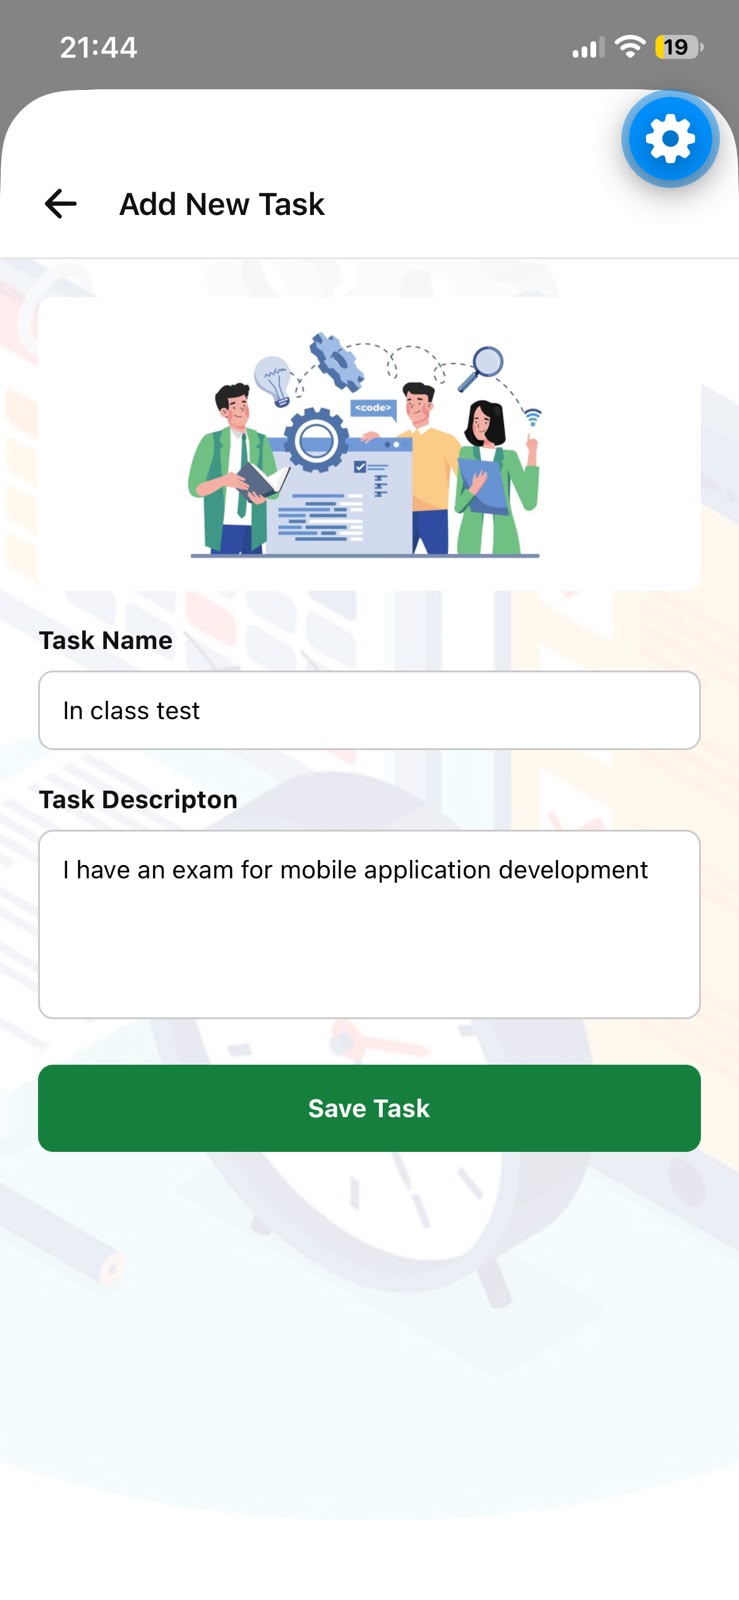 21:44
19
Add New Task
<code>
Task Name
In class test
Task Descripton
I have an exam for mobile application development
Save Task